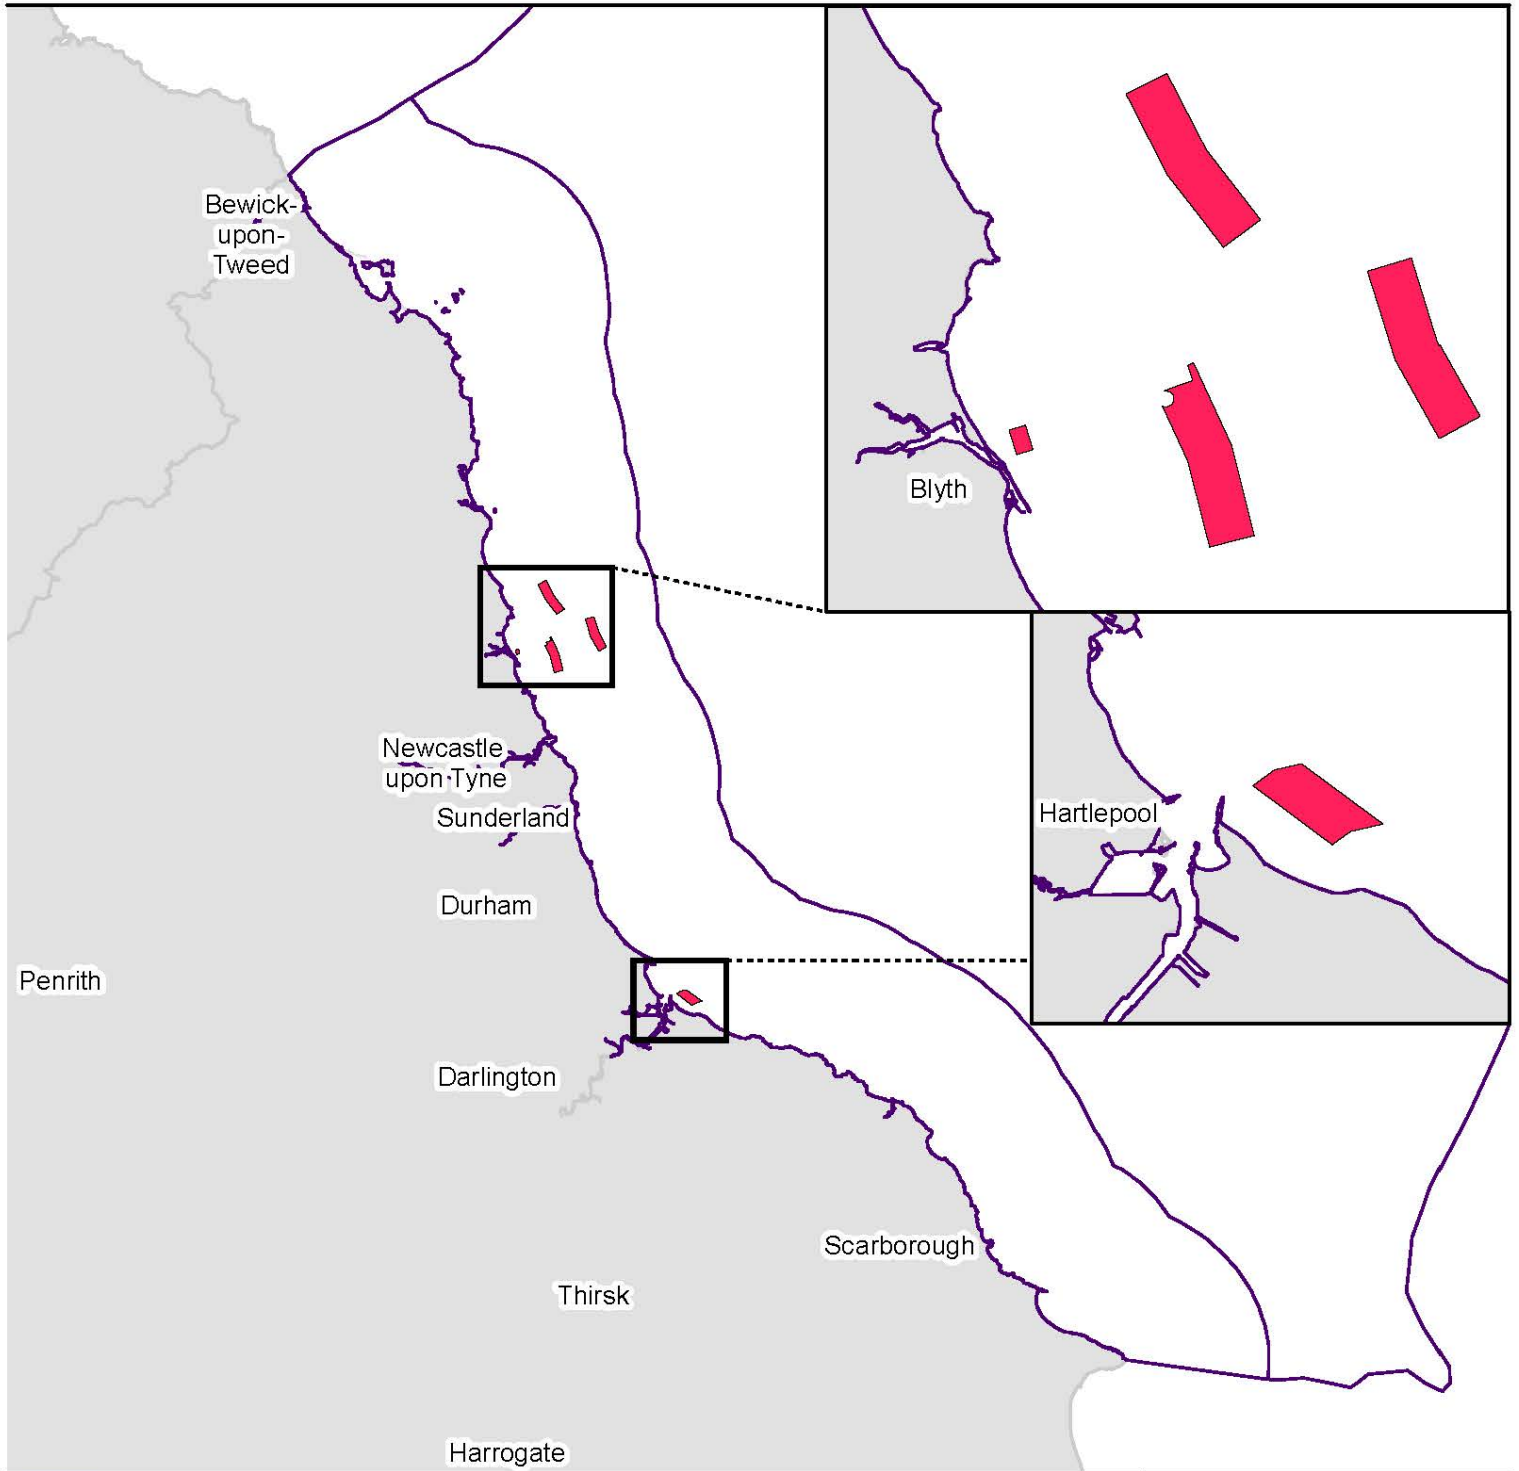 Bewick-
upon-
Tweed
Blyth
Newcastle
upon Tyne
Sunderland
Hartlepool
Durham
Penrith
Darlington
Scarborough
Thirsk
Harrogate